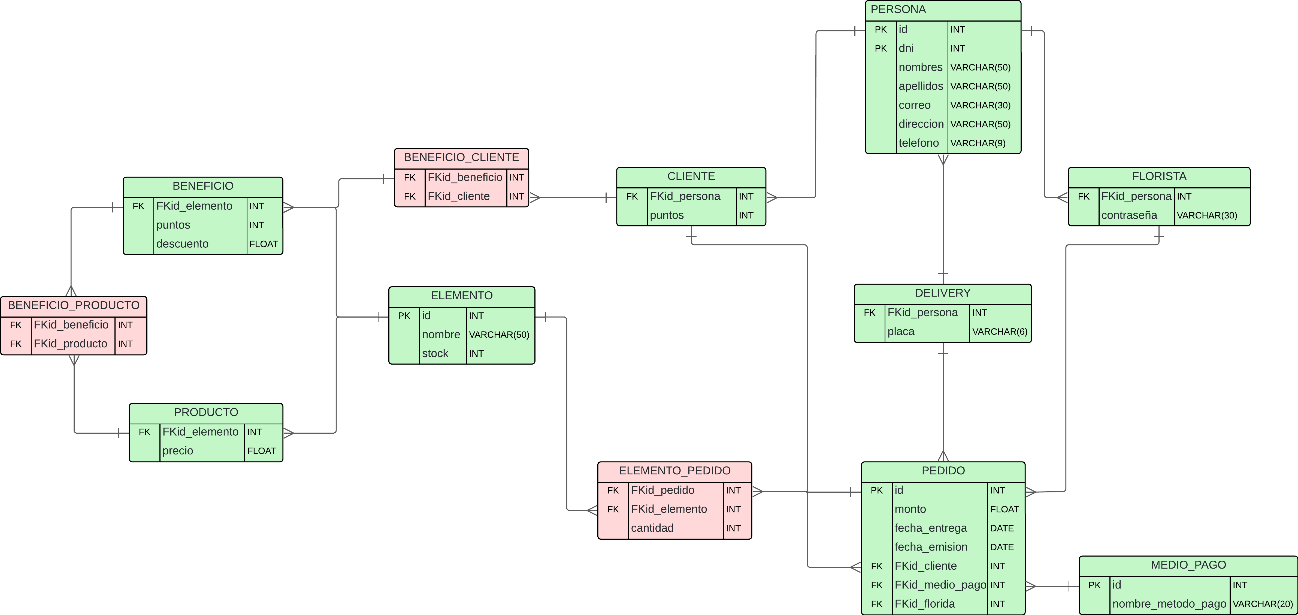 PERSONA
PK id INT
PK dni INT
nombres VARCHAR(50)
apellidos VARCHAR(50)
correo VARCHAR(30)
direccion VARCHAR(50)
telefono VARCHAR(9)
BENEFICIO_CLIENTE
FK FKid_beneficio INT
FK FKid_cliente INT
CLIENTE
FK FKid_persona INT
puntos INT
FLORISTA
FK FKid_persona INT
contraseña VARCHAR(30)
BENEFICIO
FK FKid_elemento INT
puntos INT
descuento FLOAT
BENEFICIO_PRODUCTO
FK FKid_beneficio INT
FK FKid_producto INT
ELEMENTO
PK id INT
nombre VARCHAR(50)
stock INT
DELIVERY
FK FKid_persona INT
placa VARCHAR(6)
PRODUCTO
FK FKid_elemento INT
precio FLOAT
ELEMENTO_PEDIDO
FK FKid_pedido INT
FK FKid_elemento INT
cantidad INT
PEDIDO
PK id INT
monto FLOAT
fecha_entrega DATE
fecha_emision DATE
FK FKid_cliente INT
FK FKid_medio_pago INT
FK FKid_florida INT
MEDIO_PAGO
PK id INT
nombre_metodo_pago VARCHAR(20)